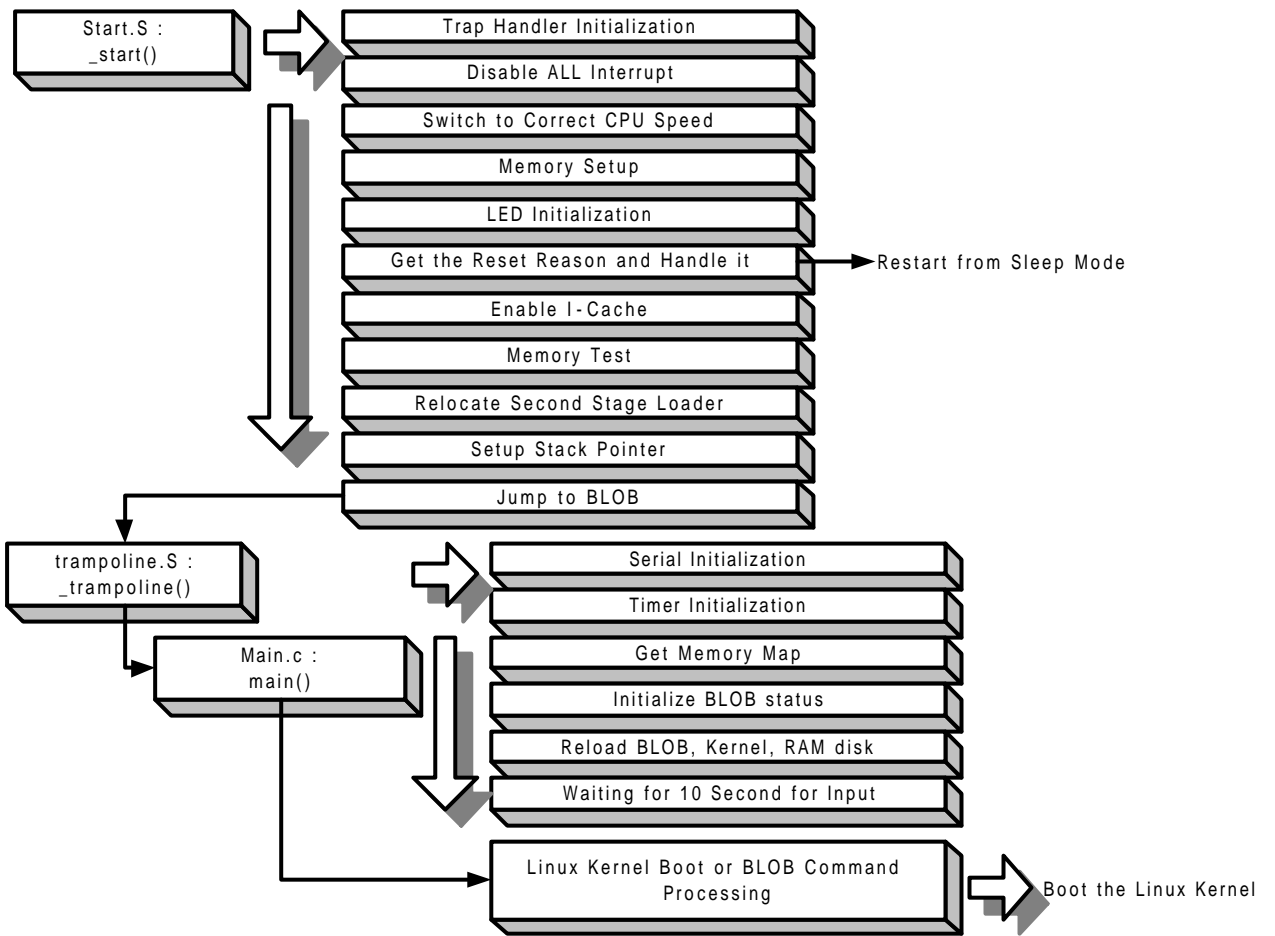 Start.S :
_start()
Trap Handler Initialization
Disable ALL Interrupt
Switch to Correct CPU Speed
Memory Setup
LED Initialization
Get the Reset Reason and Handle it
Restart from Sleep Mode
Enable I-Cache
Memory Test
Relocate Second Stage Loader
Setup Stack Pointer
Jump to BLOB
trampoline.S :
_trampoline()
Main.c :
main()
Serial Initialization
Timer Initialization
Get Memory Map
Initialize BLOB status
Reload BLOB, Kernel, RAM disk
Waiting for 10 Second for Input
Linux Kernel Boot or BLOB Command
Processing
Boot the Linux Kernel